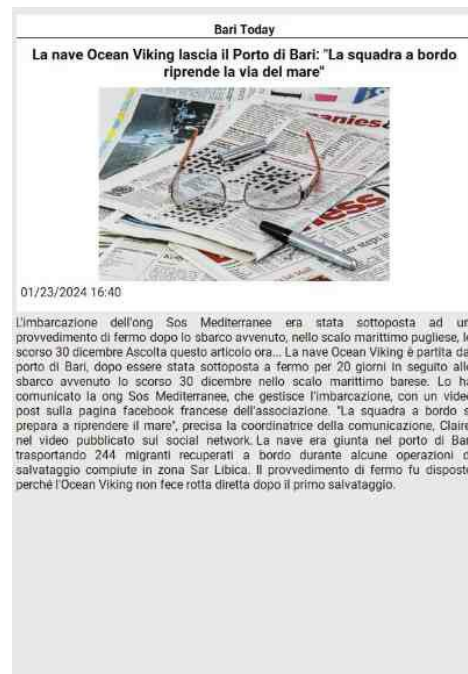 Bari Today
La nave Ocean Viking lascia il Porto di Bari: "La squadra a bordo
riprende la via del mare"
01/23/2024 16:40
L'imbarcazione dell'ong Sos Mediterranee era stata sottoposta ad un
provvedimento di fermo dopo lo sbarco avvenuto, nello scalo marittimo pugliese, lo
scorso 30 dicembre Ascolta questo articolo ora... La nave Ocean Viking è partita dal
porto di Bari, dopo essere stata sottoposta a fermo per 20 giorni in seguito allo
sbarco avvenuto lo scorso 30 dicembre nello scalo marittimo barese. Lo ha
comunicato la ong Sos Mediterranee, che gestisce l'imbarcazione, con un video
post sulla pagina facebook francese dell'associazione. "La squadra a bordo si
prepara a riprendere il mare", precisa la coordinatrice della comunicazione, Claire,
nel video pubblicato sul social network. La nave era giunta nel porto di Bari
trasportando 244 migranti recuperati a bordo durante alcune operazioni di
salvataggio compiute in zona Sar Libica. Il provvedimento di fermo fu disposto
perché l'Ocean Viking non fece rotta diretta dopo il primo salvataggio.